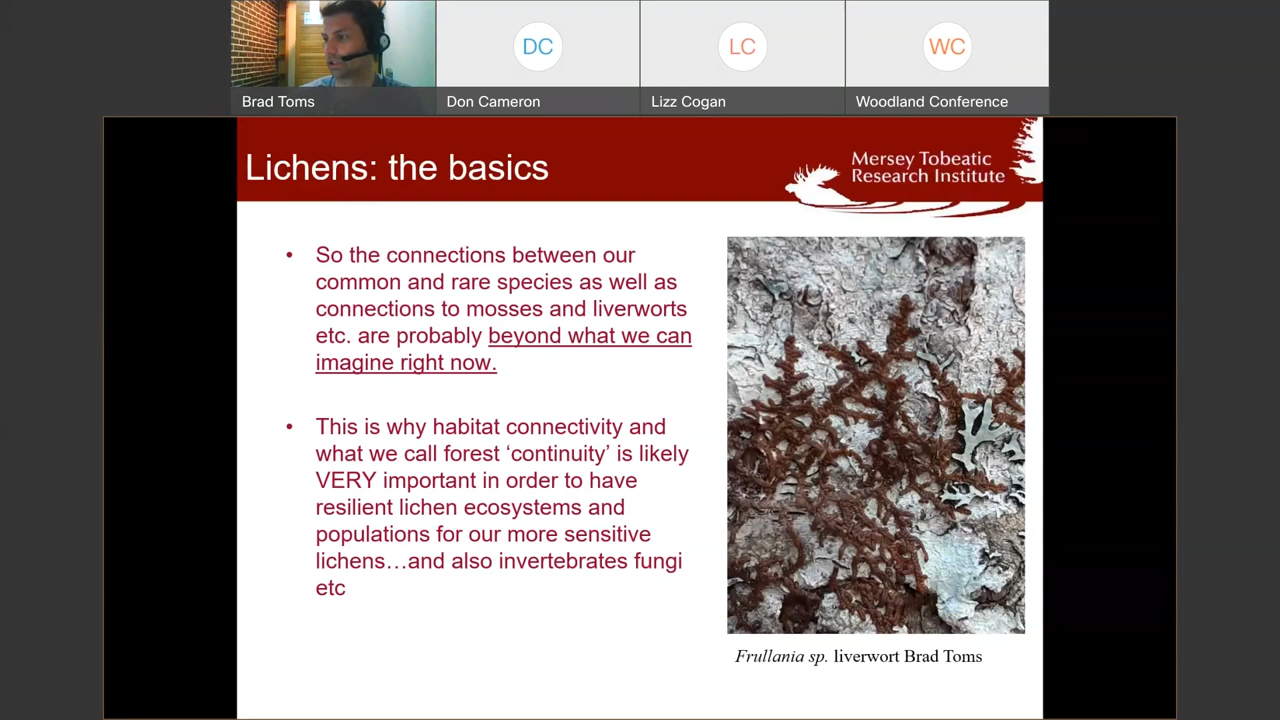 DC
LC
WC
Brad Toms
Don Cameron
Lizz Cogan
Woodland Conference
Lichens: the basics
Mersey Tobeatic
Research Institute
• So the connections between our
common and rare species as well as
connections to mosses and liverworts
etc. are probably beyond what we can
imagine right now.
• This is why habitat connectivity and
what we call forest ‘continuity’ is likely
VERY important in order to have
resilient lichen ecosystems and
populations for our more sensitive
lichens…and also invertebrates fungi
etc
Frullania sp. liverwort Brad Toms